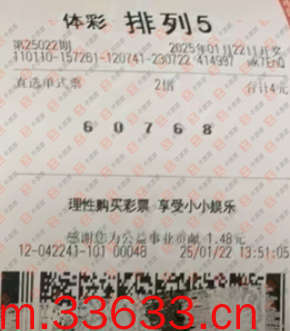 体彩 排列5
第25022期 2025年01月22日开奖
110110-157261-120741-230722 414997
直选单式票 2倍 合计4元
6 0 7 6 8
理性购买彩票 享受小小娱乐
感谢您为公益事业贡献 1.48元
12-042241-101 00048 25/01/22 13:51:05
m.33633.cn